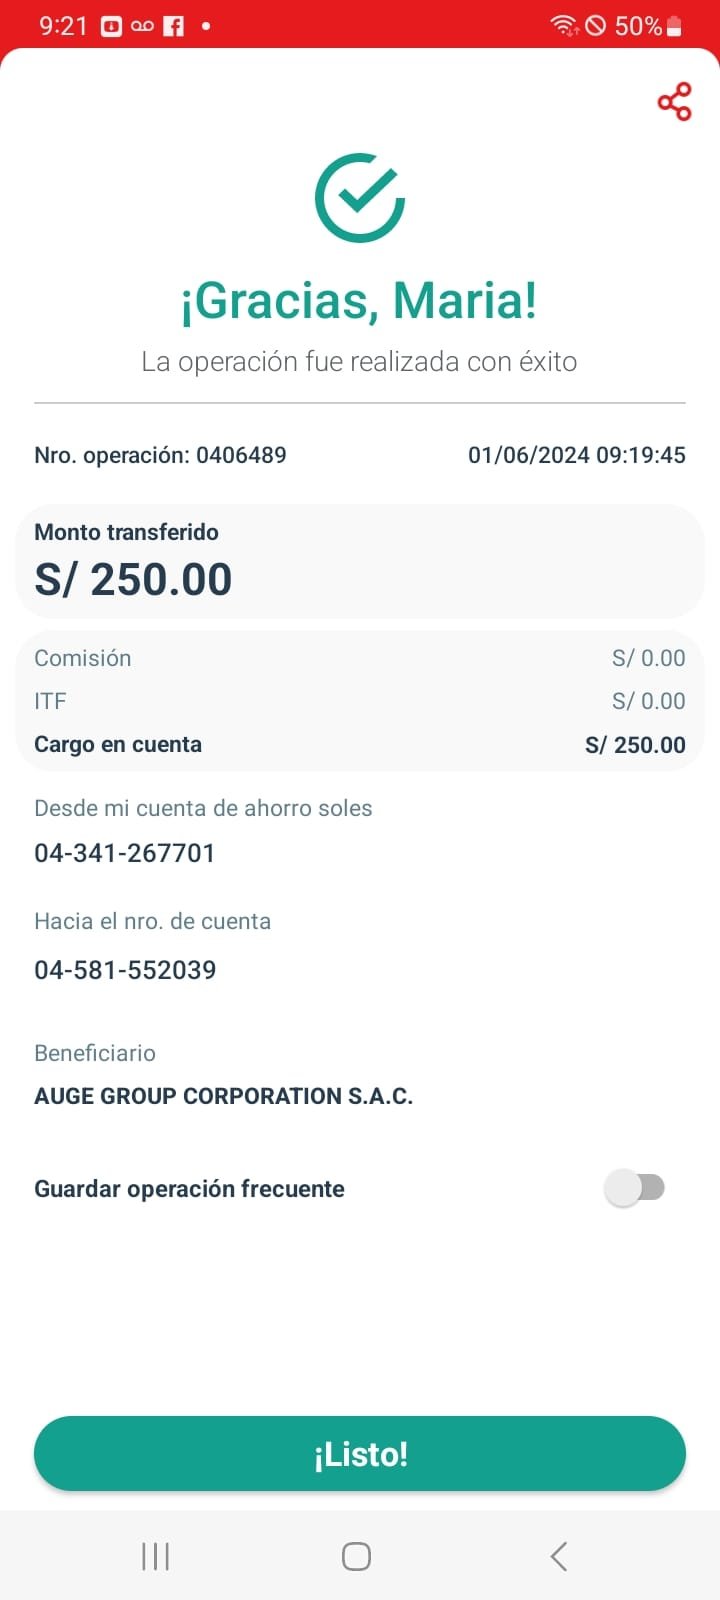 9:21
50%
¡Gracias, Maria!
La operación fue realizada con éxito
Nro. operación: 0406489 01/06/2024 09:19:45
Monto transferido
S/ 250.00
Comisión S/ 0.00
ITF S/ 0.00
Cargo en cuenta S/ 250.00
Desde mi cuenta de ahorro soles
04-341-267701
Hacia el nro. de cuenta
04-581-552039
Beneficiario
AUGE GROUP CORPORATION S.A.C.
Guardar operación frecuente
¡Listo!